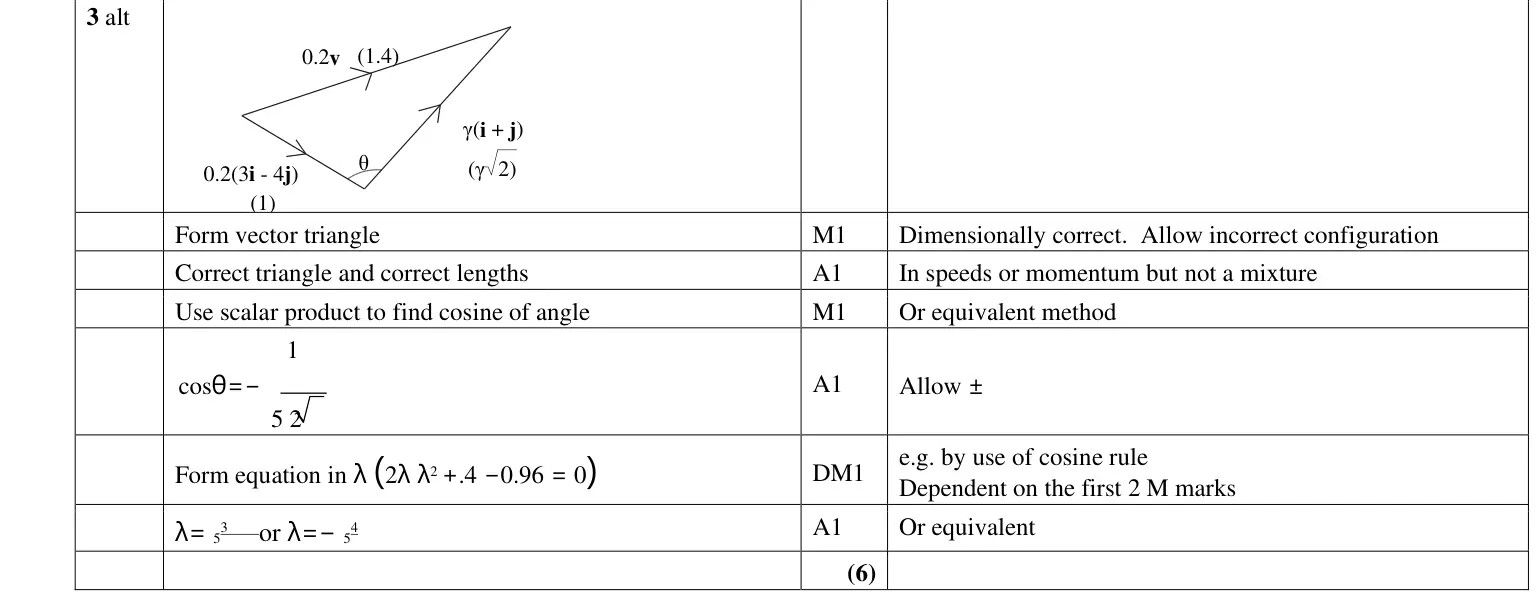 3 alt
0.2v (1.4)
γ(i + j)
(γ√2)
θ
0.2(3i - 4j)
(1)
Form vector triangle M1 Dimensionally correct. Allow incorrect configuration
Correct triangle and correct lengths A1 In speeds or momentum but not a mixture
Use scalar product to find cosine of angle M1 Or equivalent method
1
cosθ=− A1 Allow ±
5 2√
Form equation in λ (2λ λ² +.4 −0.96 = 0) DM1 e.g. by use of cosine rule
Dependent on the first 2 M marks
λ= 5 3 or λ=− 5 4 A1 Or equivalent
(6)